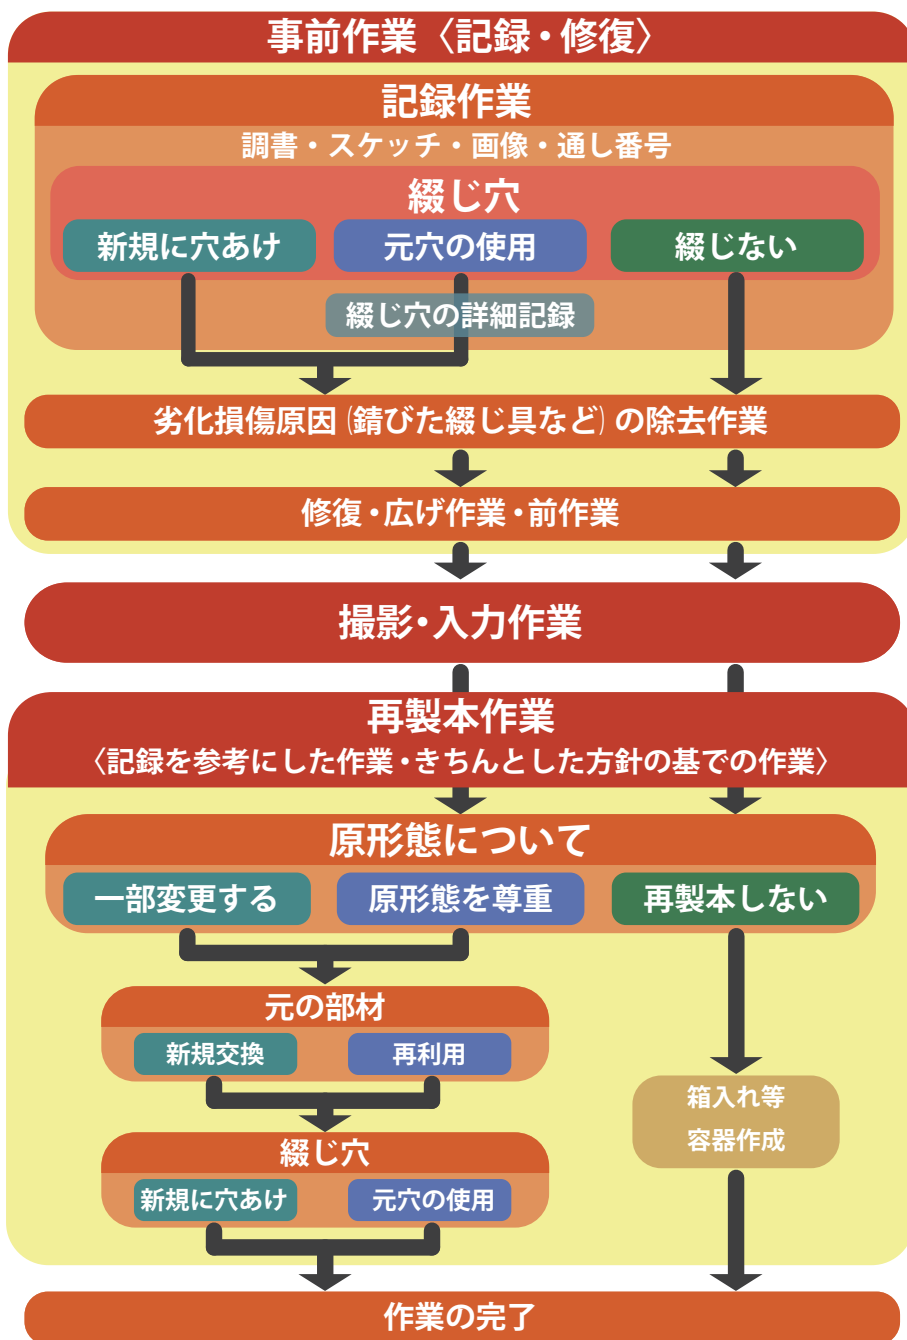 事前作業〈記録・修復〉
記録作業
調書・スケッチ・画像・通し番号
綴じ穴
新規に穴あけ
元穴の使用
綴じない
綴じ穴の詳細記録
劣化損傷原因(錆びた綴じ具など)の除去作業
修復・広げ作業・前作業
撮影・入力作業
再製本作業
〈記録を参考にした作業・きちんとした方針の基での作業〉
原形態について
一部変更する
原形態を尊重
再製本しない
元の部材
新規交換
再利用
箱入れ等
容器作成
綴じ穴
新規に穴あけ
元穴の使用
作業の完了